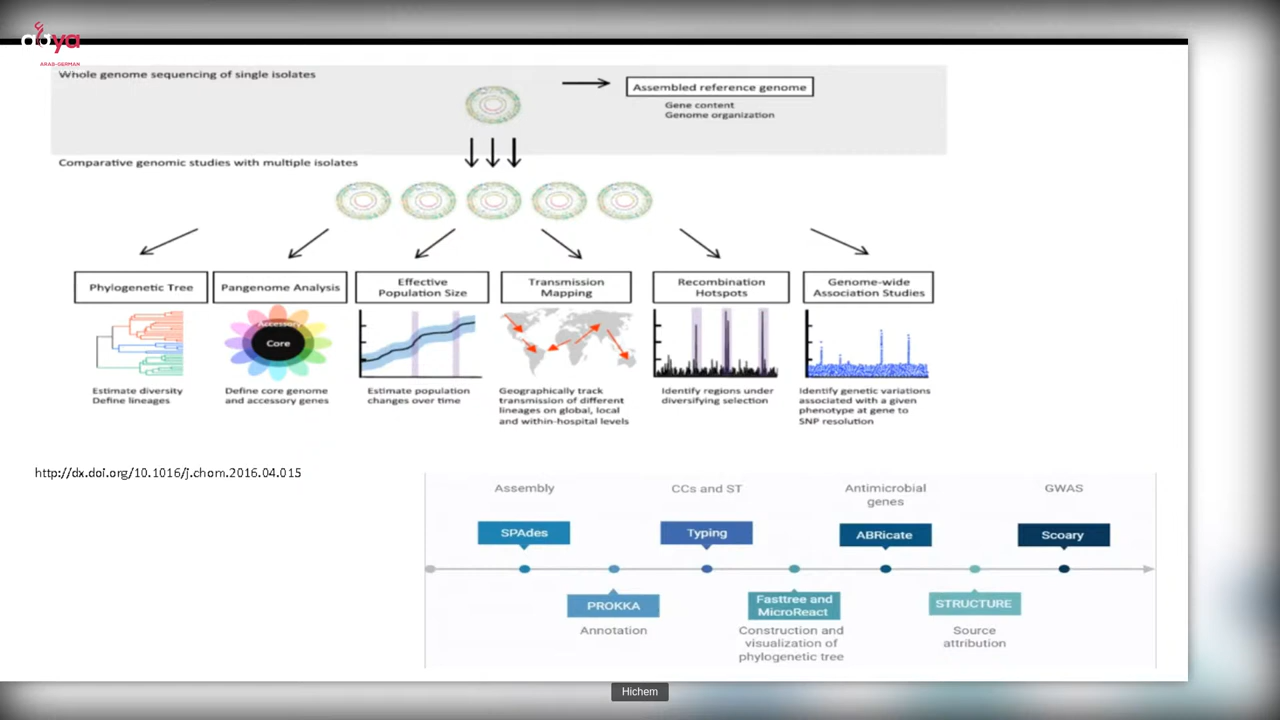 abya
ARAB-GERMAN
Whole genome sequencing of single isolates
Assembled reference genome
Gene content
Genome organization
Comparative genomic studies with multiple isolates
Phylogenetic Tree
Pangenome Analysis
Effective
Population Size
Transmission
Mapping
Recombination
Hotspots
Genome-wide
Association Studies
Accessory
Core
Estimate diversity
Define lineages
Define core genome
and accessory genes
Estimate population
changes over time
Geographically track
transmission of different
lineages on global, local
and within-hospital levels
Identify regions under
diversifying selection
Identify genetic variations
associated with a given
phenotype at gene to
SNP resolution
http://dx.doi.org/10.1016/j.chom.2016.04.015
Assembly
CCs and ST
Antimicrobial
genes
GWAS
SPAdes
Typing
ABRicate
Scoary
PROKKA
Fasttree and
MicroReact
STRUCTURE
Annotation
Construction and
visualization of
phylogenetic tree
Source
attribution
Hichem